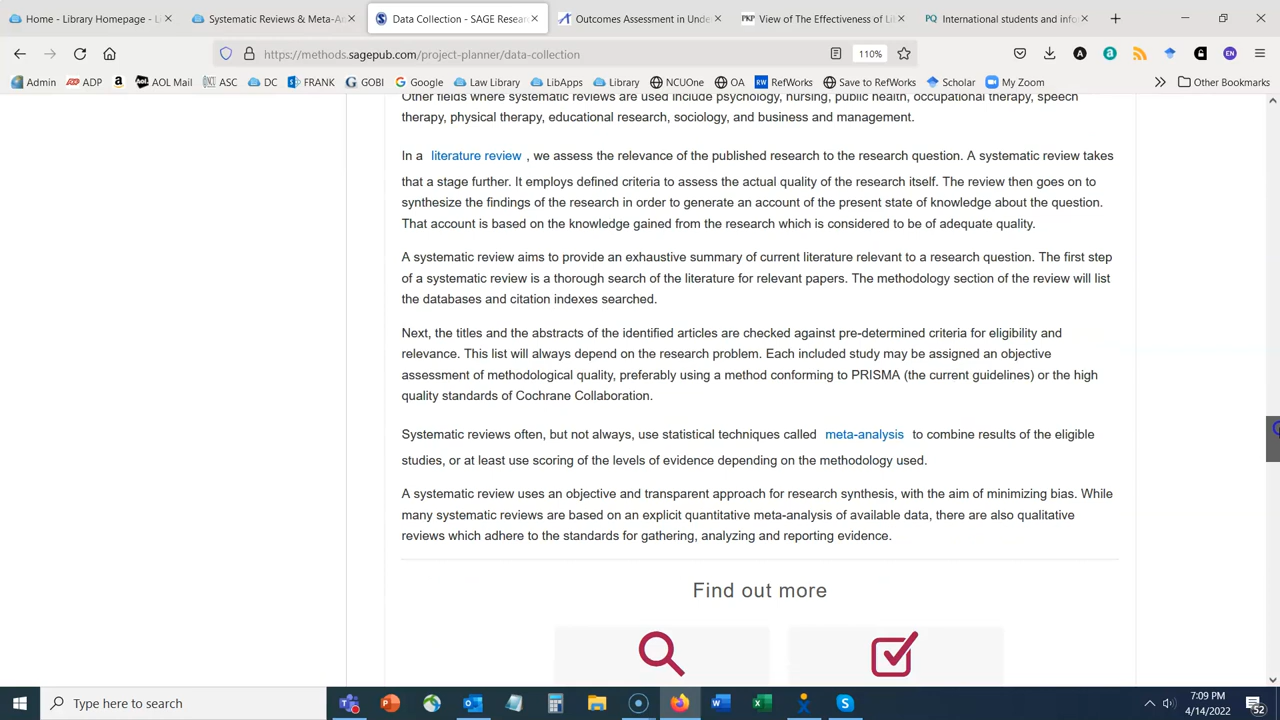 Home - Library Homepage - L
Systematic Reviews & Meta-An
Data Collection - SAGE Resear
Outcomes Assessment in Unde
View of The Effectiveness of Li
International students and info
https://methods.sagepub.com/project-planner/data-collection
110%
Admin ADP AOL Mail ASC DC FRANK GOBI Google Law Library LibApps Library NCUOne OA RefWorks Save to RefWorks Scholar My Zoom Other Bookmarks
Other fields where systematic reviews are used include psychology, nursing, public health, occupational therapy, speech
therapy, physical therapy, educational research, sociology, and business and management.
In a literature review , we assess the relevance of the published research to the research question. A systematic review takes
that a stage further. It employs defined criteria to assess the actual quality of the research itself. The review then goes on to
synthesize the findings of the research in order to generate an account of the present state of knowledge about the question.
That account is based on the knowledge gained from the research which is considered to be of adequate quality.
A systematic review aims to provide an exhaustive summary of current literature relevant to a research question. The first step
of a systematic review is a thorough search of the literature for relevant papers. The methodology section of the review will list
the databases and citation indexes searched.
Next, the titles and the abstracts of the identified articles are checked against pre-determined criteria for eligibility and
relevance. This list will always depend on the research problem. Each included study may be assigned an objective
assessment of methodological quality, preferably using a method conforming to PRISMA (the current guidelines) or the high
quality standards of Cochrane Collaboration.
Systematic reviews often, but not always, use statistical techniques called meta-analysis to combine results of the eligible
studies, or at least use scoring of the levels of evidence depending on the methodology used.
A systematic review uses an objective and transparent approach for research synthesis, with the aim of minimizing bias. While
many systematic reviews are based on an explicit quantitative meta-analysis of available data, there are also qualitative
reviews which adhere to the standards for gathering, analyzing and reporting evidence.
Find out more
Type here to search
7:09 PM
4/14/2022
52